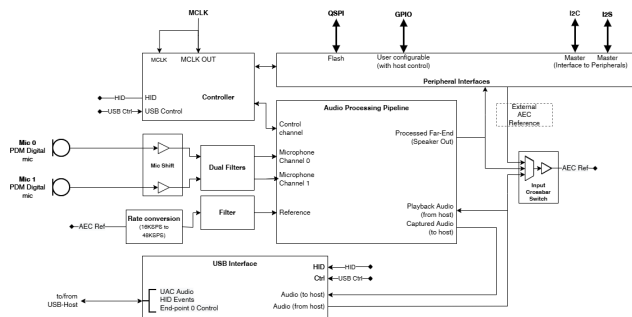 MCLK
QSPI
GPIO
I2C
I2S
MCLK
MCLK OUT
Flash
User configurable
(with host control)
Master
(Interface to Peripherals)
Master
HID
HID
Controller
USB Ctrl
USB Control
Peripheral Interfaces
Audio Processing Pipeline
External
AEC
Reference
Control
channel
Processed Far-End
(Speaker Out)
Mic 0
PDM Digital
mic
Mic Shift
Dual Filters
Microphone
Channel 0
Mic 1
PDM Digital
mic
Microphone
Channel 1
AEC Ref
Input
Crossbar
Switch
AEC Ref
Rate conversion
(16KSPS to
48KSPS)
Filter
Reference
Playback Audio
(from host)
Captured Audio
(to host)
USB Interface
HID
HID
Ctrl
USB Ctrl
to/from
USB-Host
UAC Audio
HID Events
End-point 0 Control
Audio (to host)
Audio (from host)